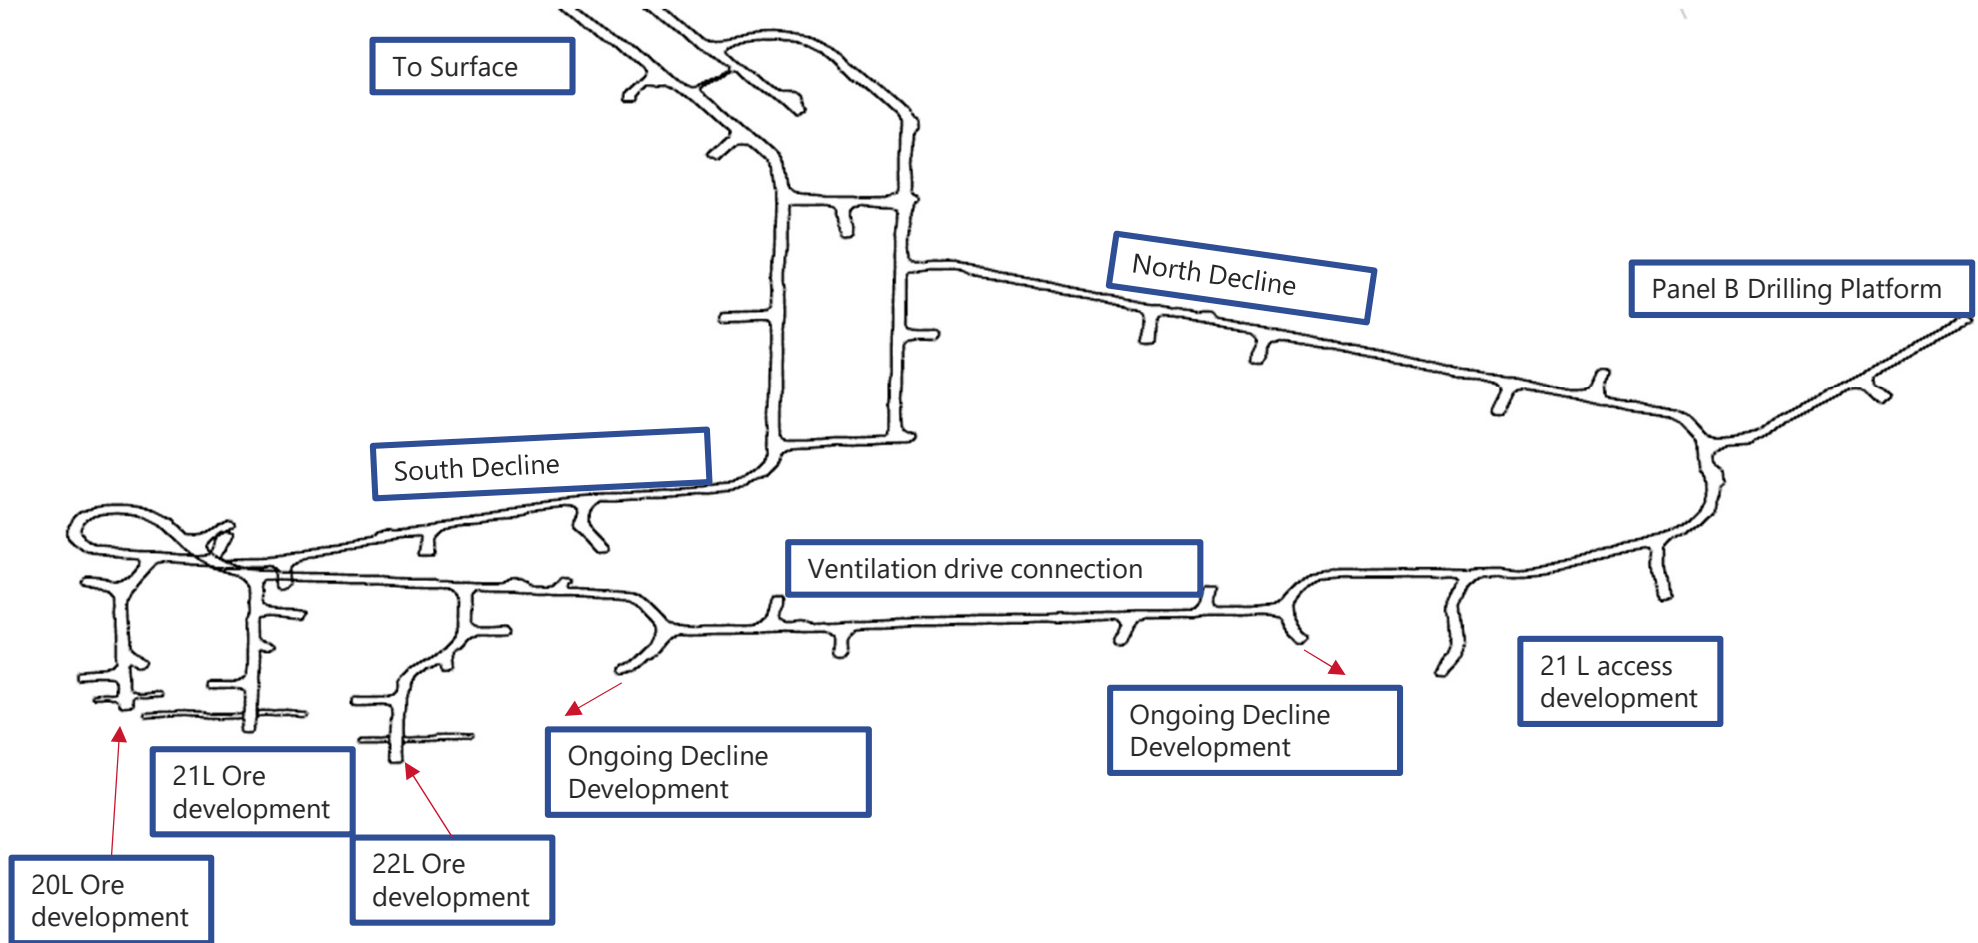 To Surface
North Decline
Panel B Drilling Platform
South Decline
Ventilation drive connection
21 L access
development
Ongoing Decline
Development
Ongoing Decline
Development
21L Ore
development
22L Ore
development
20L Ore
development